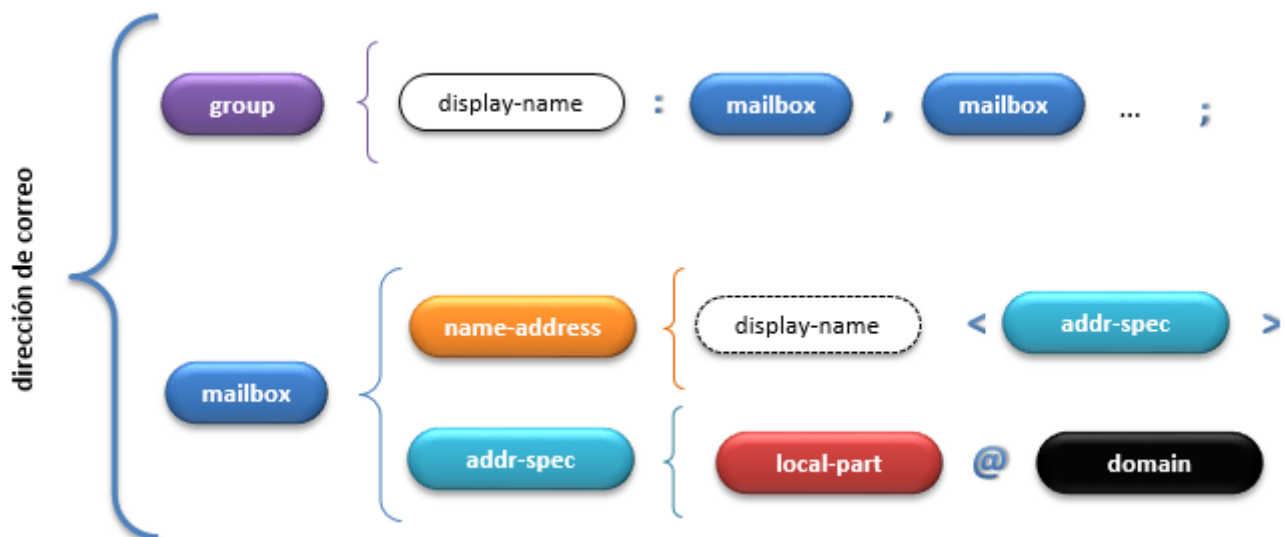 dirección de correo
group display-name : mailbox , mailbox ... ;
name-address display-name < addr-spec >
mailbox
addr-spec local-part @ domain